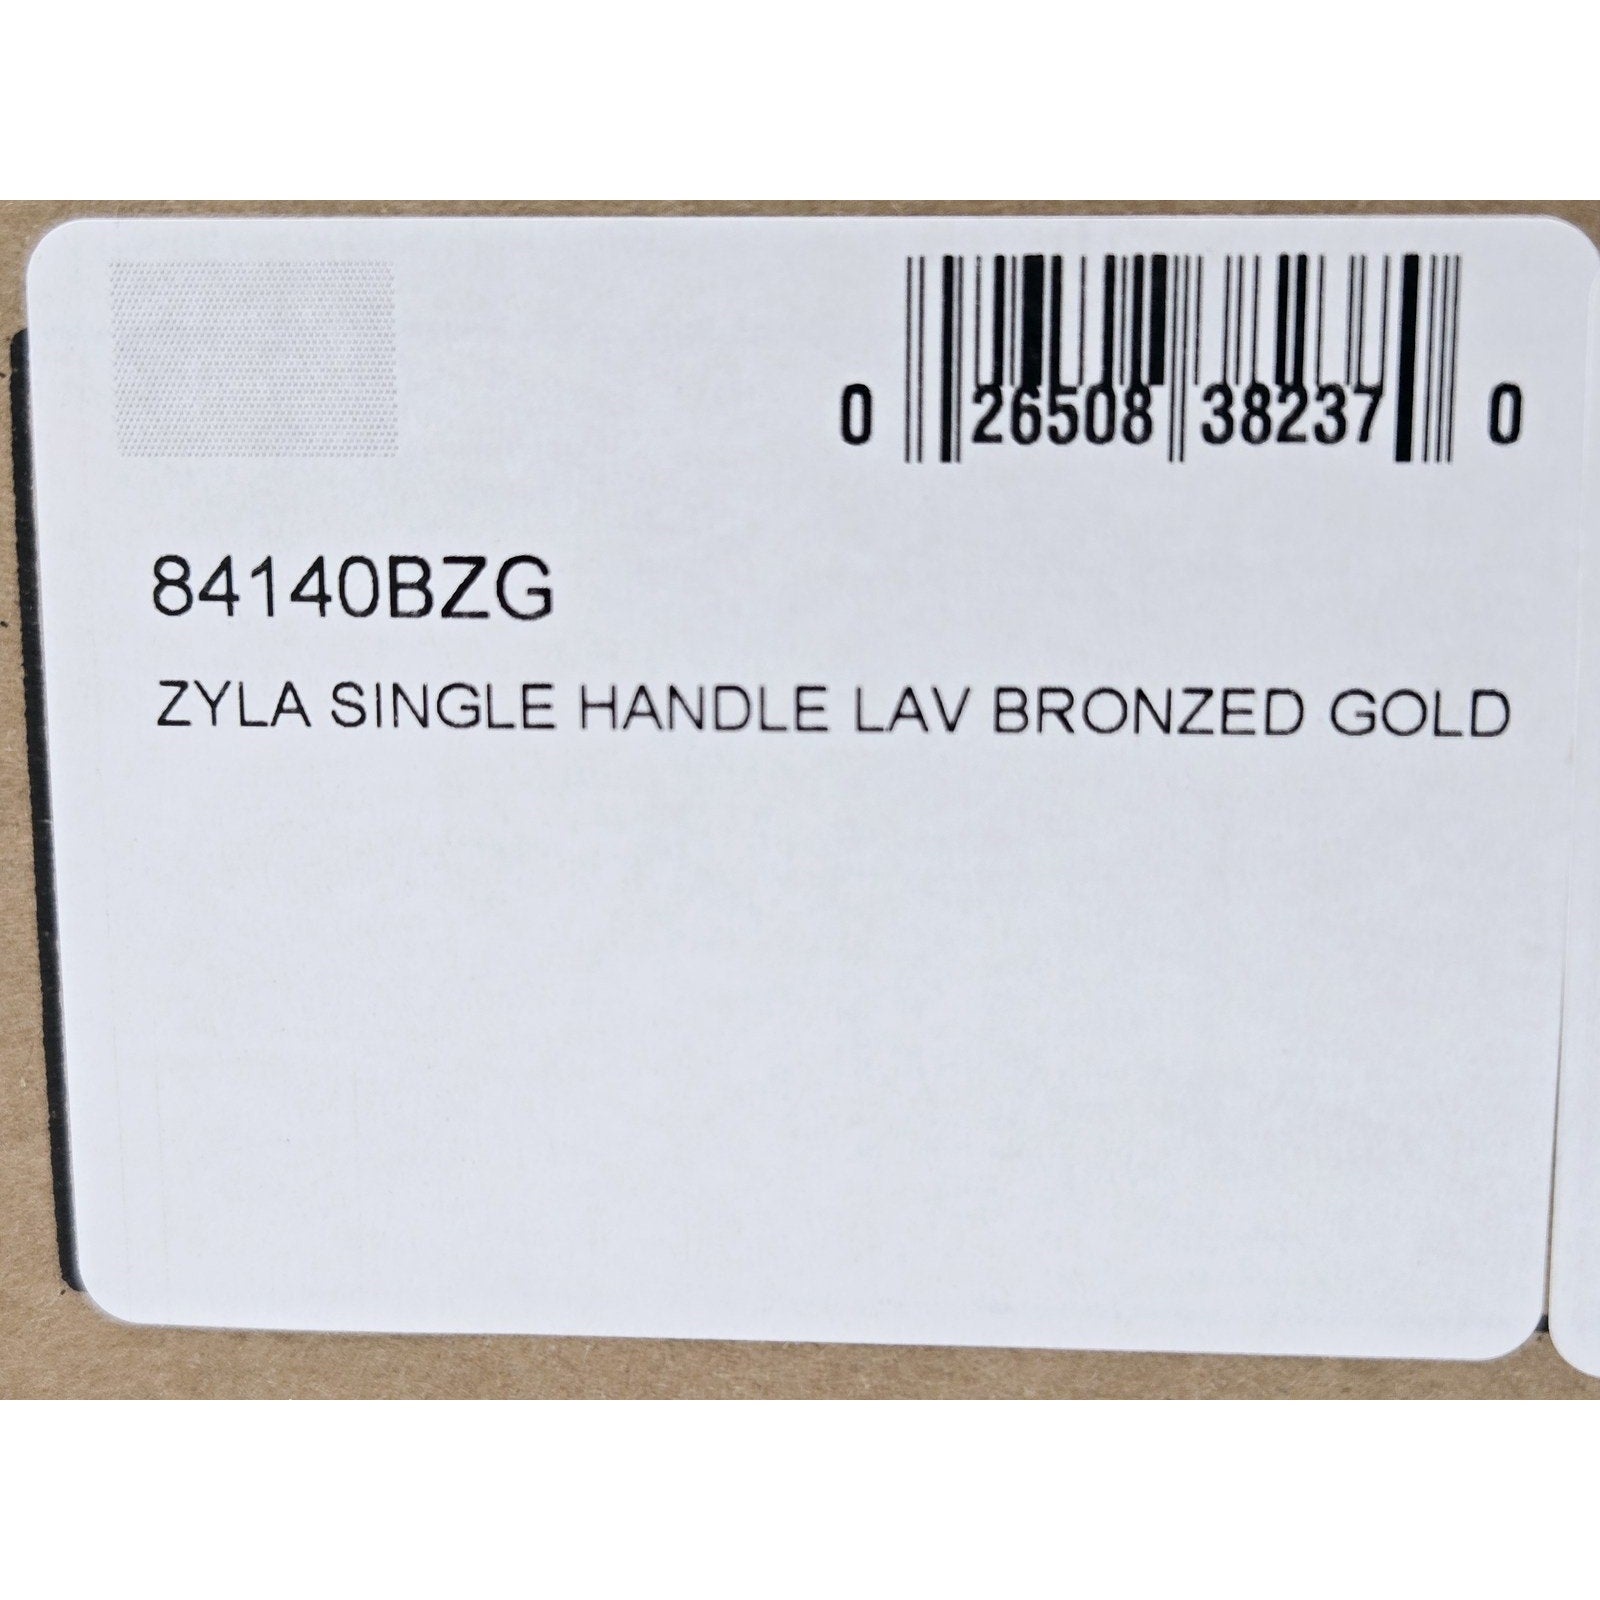 0 26508 38237 0
84140BZG
ZYLA SINGLE HANDLE LAV BRONZED GOLD